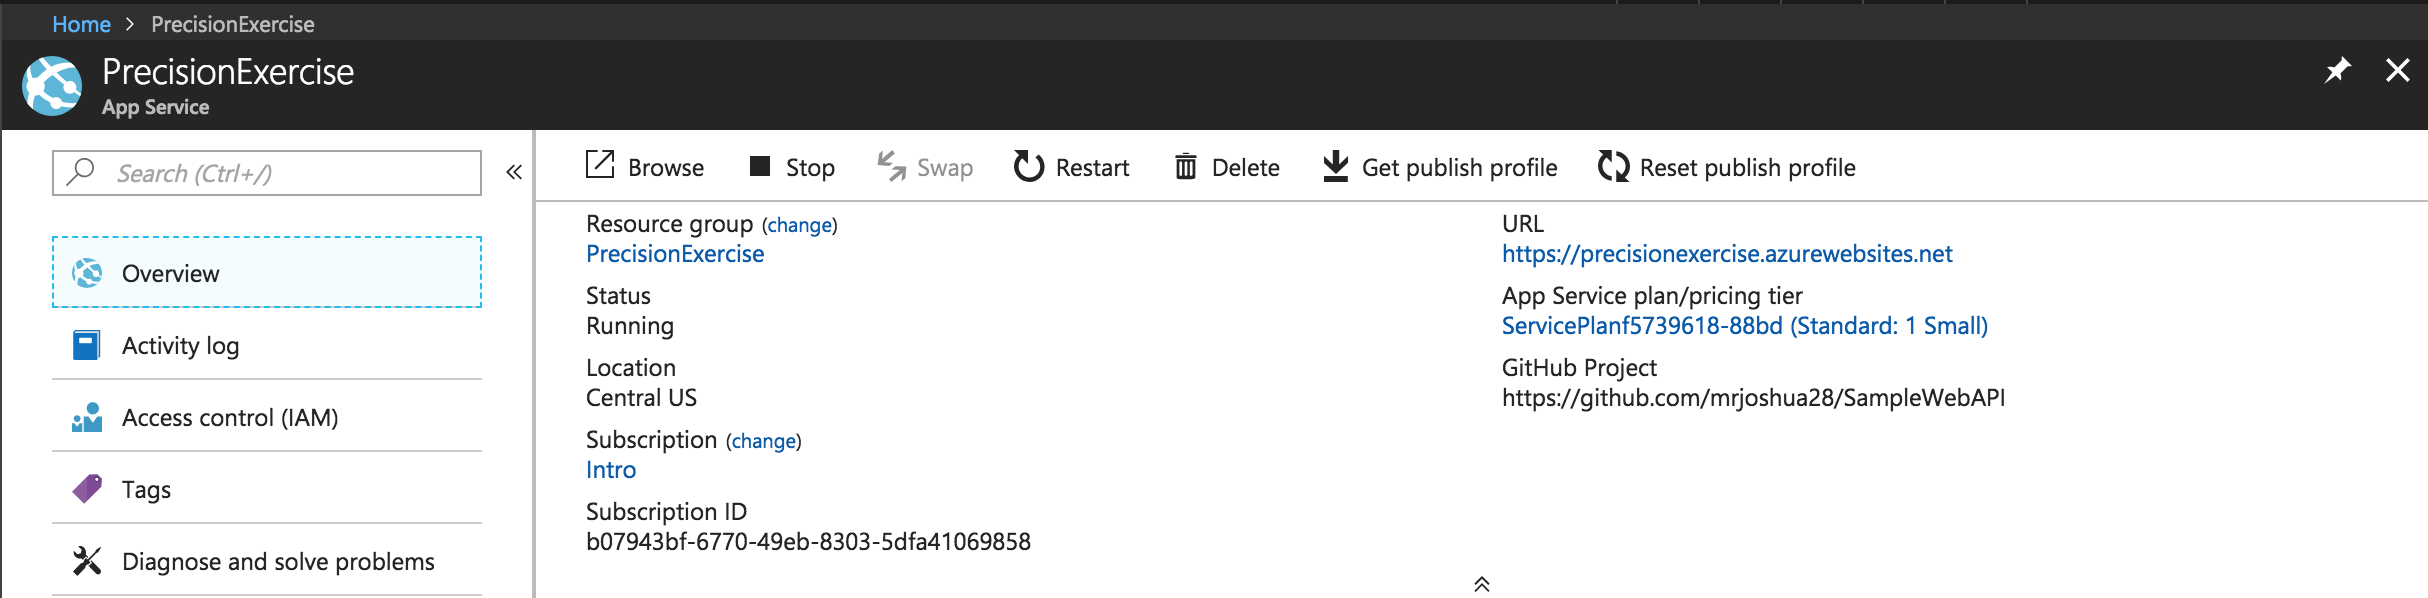 Home > PrecisionExercise
PrecisionExercise
App Service
Search (Ctrl+/)
«
Overview
Activity log
Access control (IAM)
Tags
Diagnose and solve problems
Browse Stop Swap Restart Delete Get publish profile Reset publish profile
Resource group (change)
PrecisionExercise
Status
Running
Location
Central US
Subscription (change)
Intro
Subscription ID
b07943bf-6770-49eb-8303-5dfa41069858
URL
https://precisionexercise.azurewebsites.net
App Service plan/pricing tier
ServicePlanf5739618-88bd (Standard: 1 Small)
GitHub Project
https://github.com/mrjoshua28/SampleWebAPI